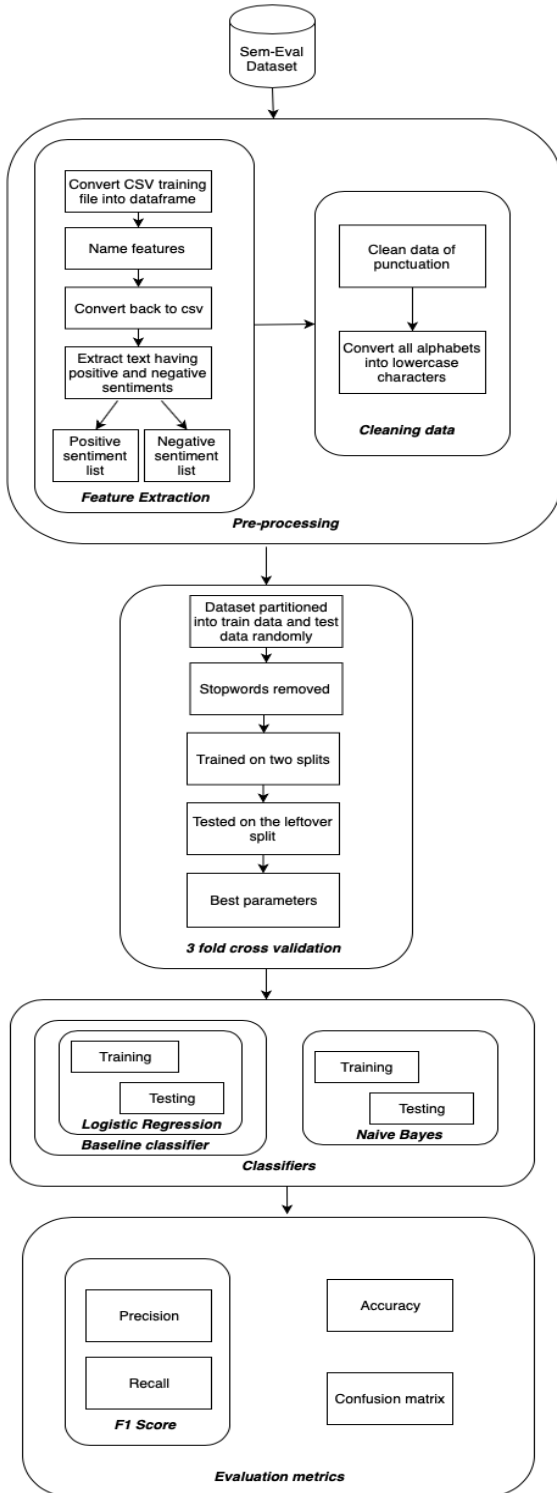 Sem-Eval
Dataset
Convert CSV training
file into dataframe
Name features
Convert back to csv
Extract text having
positive and negative
sentiments
Positive
sentiment
list
Negative
sentiment
list
Feature Extraction
Clean data of
punctuation
Convert all alphabets
into lowercase
characters
Cleaning data
Pre-processing
Dataset partitioned
into train data and test
data randomly
Stopwords removed
Trained on two splits
Tested on the leftover
split
Best parameters
3 fold cross validation
Training
Testing
Logistic Regression
Baseline classifier
Training
Testing
Naive Bayes
Classifiers
Precision
Recall
F1 Score
Accuracy
Confusion matrix
Evaluation metrics